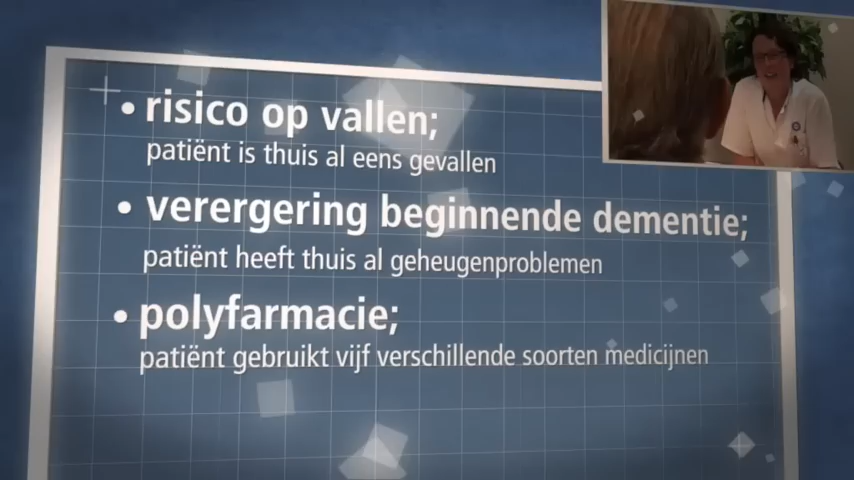 • risico op vallen;
patiënt is thuis al eens gevallen
• verergering beginnende dementie;
patiënt heeft thuis al geheugenproblemen
• polyfarmacie;
patiënt gebruikt vijf verschillende soorten medicijnen